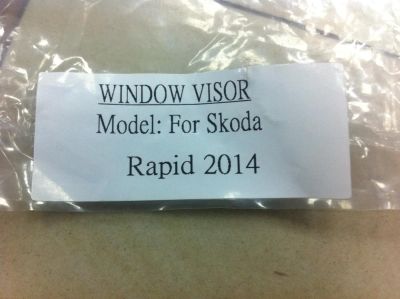 WINDOW VISOR
Model: For Skoda
Rapid 2014